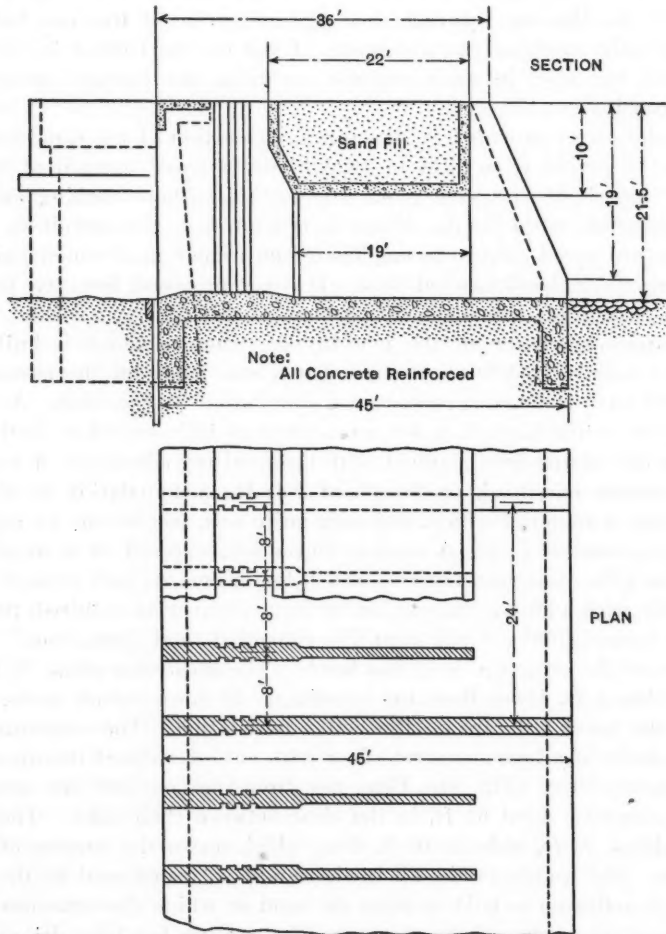 36'
SECTION
22'
Sand Fill
10
19
21.5
19'
Note:
All Concrete Reinforced
45'
8'
8'
8'
24'
PLAN
45'